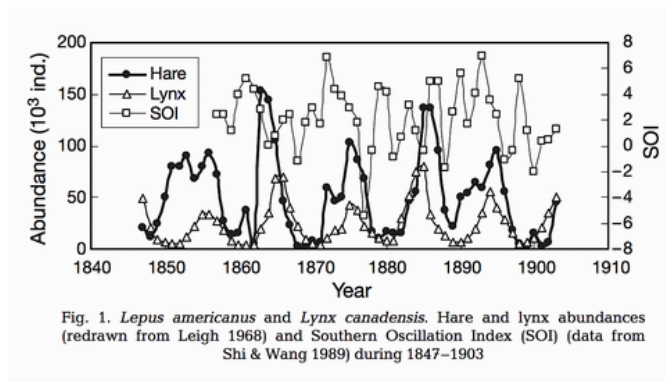 200
150
100
50
0
Abundance (10³ ind.)
Hare
Lynx
SOI
8
6
4
2
0
−2
−4
−6
−8
SOI
1840 1850 1860 1870 1880 1890 1900 1910
Year
Fig. 1. Lepus americanus and Lynx canadensis. Hare and lynx abundances
(redrawn from Leigh 1968) and Southern Oscillation Index (SOI) (data from
Shi & Wang 1989) during 1847–1903